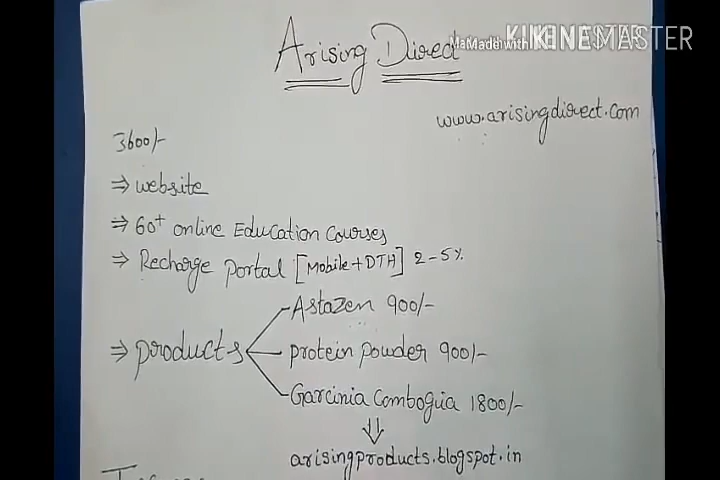 Arising Direct
Made with KINEMASTER
www.arisingdirect.com
3600/-
⇒ website
⇒ 60+ online Education Courses
⇒ Recharge portal [Mobile + DTH] 2-5%
⇒ products
Astazen 900/-
protein powder 900/-
Garcinia Combogia 1800/-
⇓
arisingproducts.blogspot.in